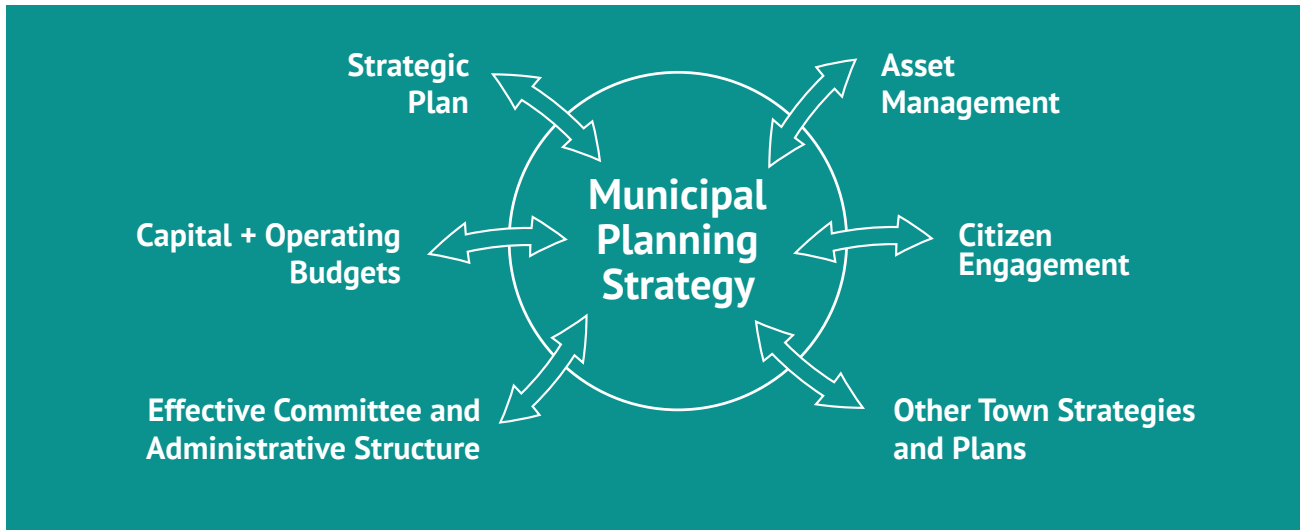 Strategic
Plan
Asset
Management
Municipal
Planning
Strategy
Capital + Operating
Budgets
Citizen
Engagement
Effective Committee and
Administrative Structure
Other Town Strategies
and Plans